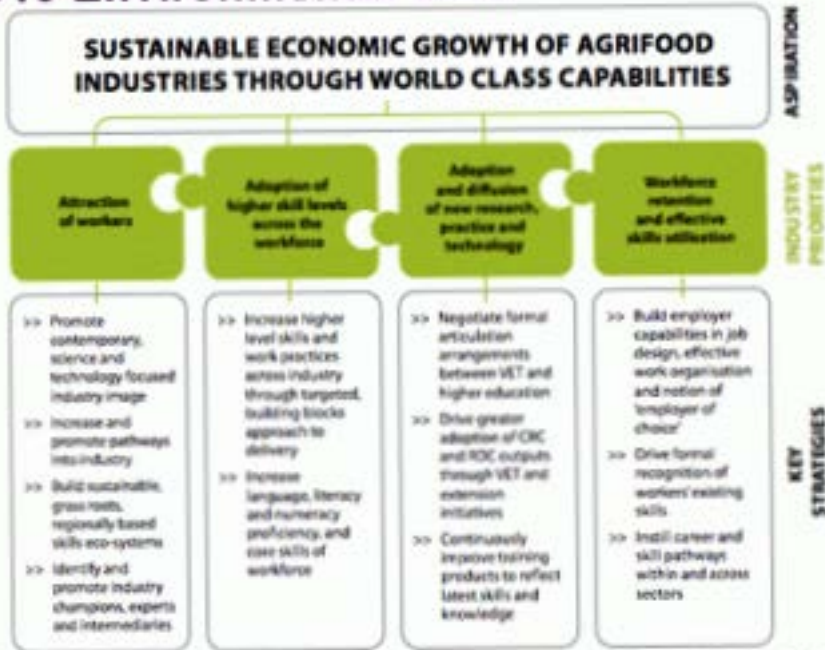 SUSTAINABLE ECONOMIC GROWTH OF AGRIFOOD
INDUSTRIES THROUGH WORLD CLASS CAPABILITIES
ASPIRATION
Attraction
of workers
Adoption of
higher skill levels
across the
workforce
Adoption
and diffusion
of new research,
practice and
technology
Workforce
retention
and effective
skills utilisation
INDUSTRY
PRIORITIES
>> Promote
contemporary,
science and
technology focused
industry image
>> Increase and
promote pathways
into industry
>> Build sustainable,
grass roots,
regionally based
skills eco-systems
>> Identify and
promote industry
champions, experts
and intermediaries
>> Increase higher
level skills and
work practices
across industry
through targeted,
building blocks
approach to
delivery
>> Increase
language, literacy
and numeracy
proficiency, and
core skills of
workforce
>> Negotiate formal
articulation
arrangements
between VET and
higher education
>> Drive greater
adoption of CRC
and RDC outputs
through VET and
extension
initiatives
>> Continuously
improve training
products to reflect
latest skills and
knowledge
>> Build employer
capabilities in job
design, effective
work organisation
and notion of
'employer of
choice'
>> Drive formal
recognition of
workers' existing
skills
>> Instill career and
skill pathways
within and across
sectors
KEY
STRATEGIES